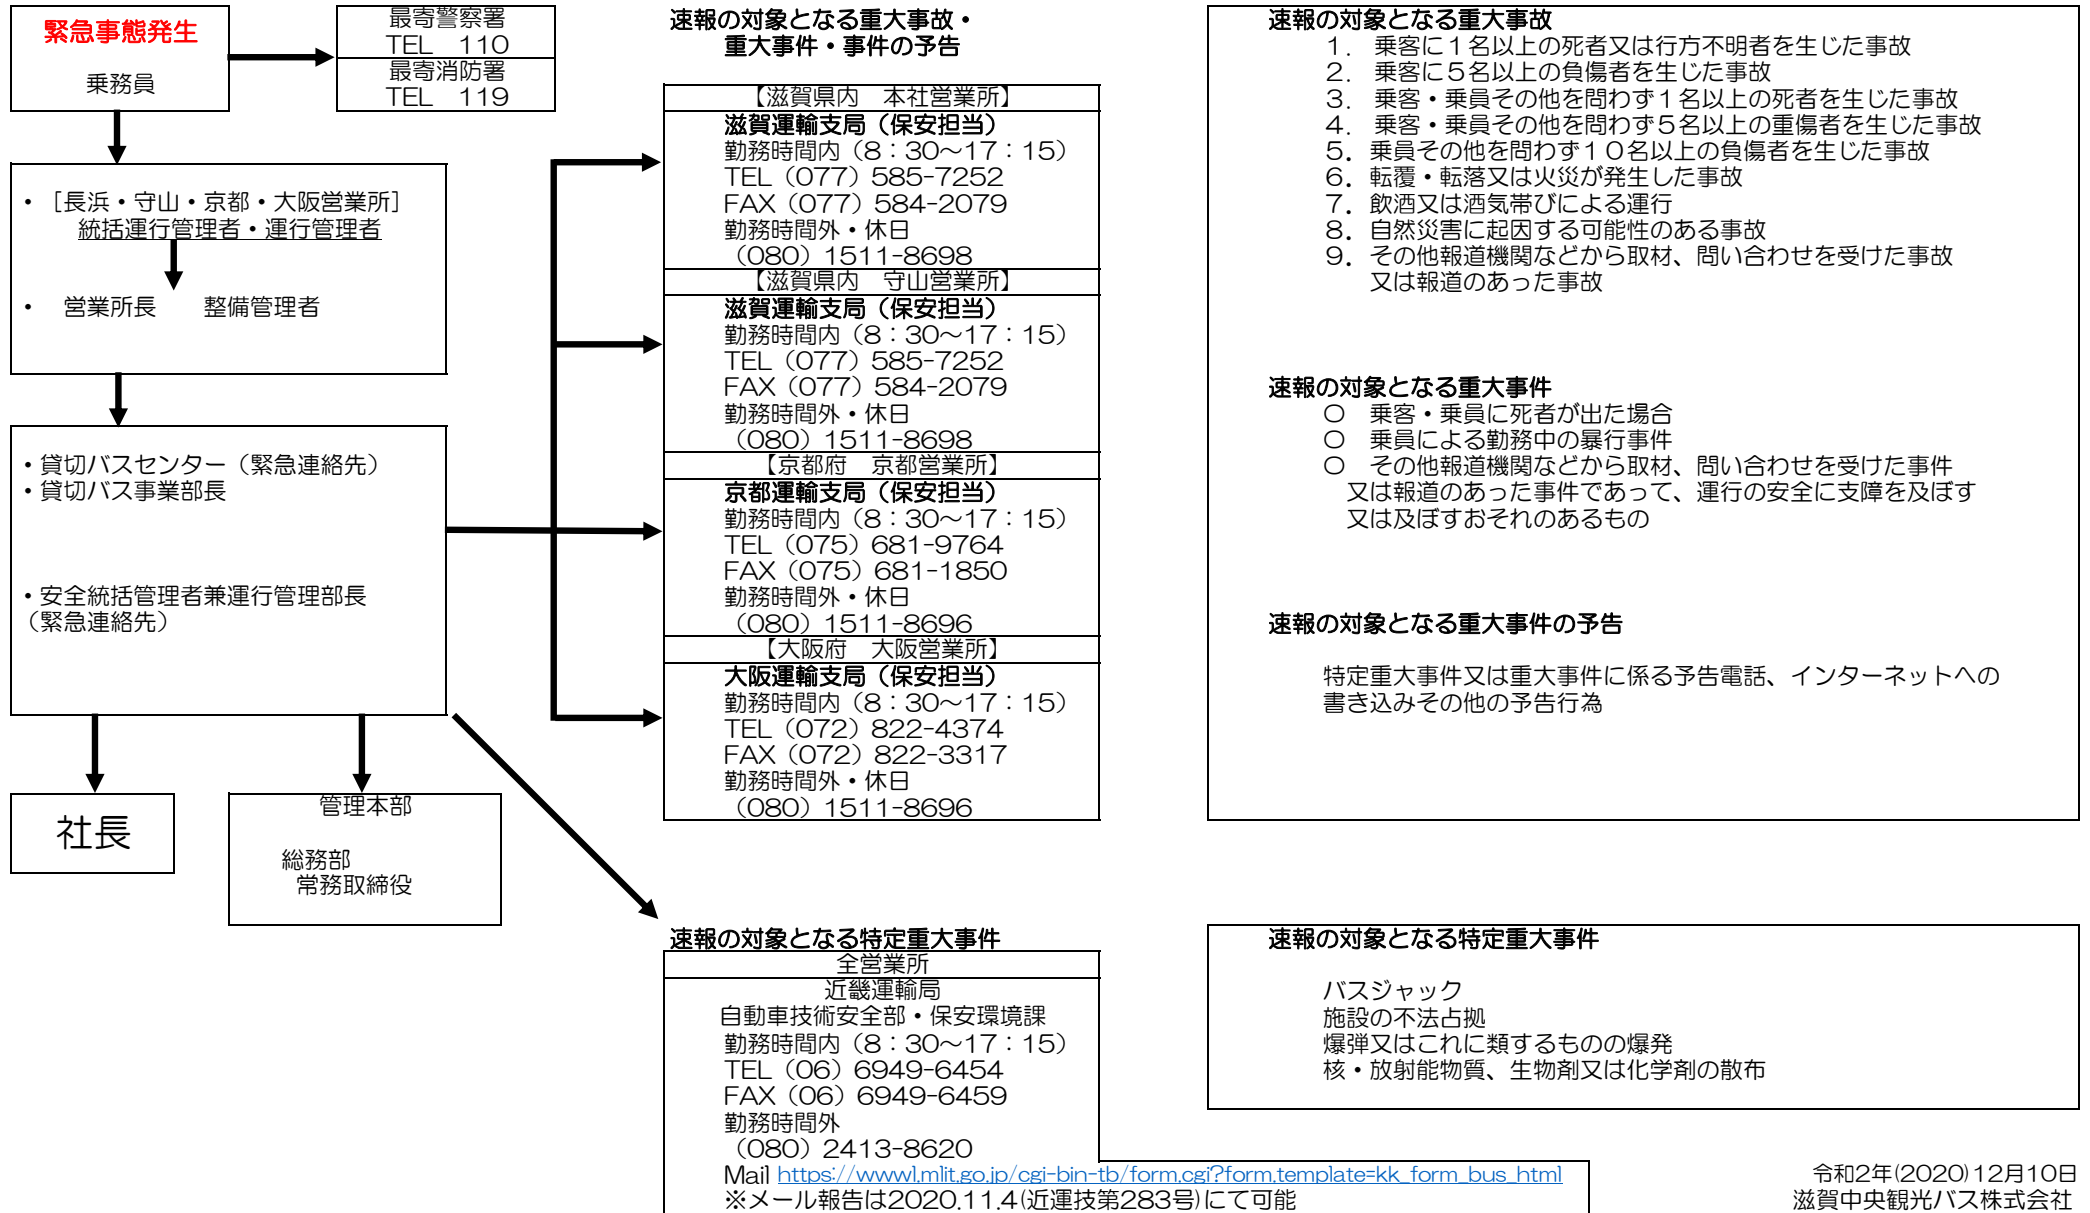 緊急事態発生
乗務員
最寄警察署
TEL　110
最寄消防署
TEL　119
・［長浜・守山・京都・大阪営業所］
統括運行管理者・運行管理者
・　営業所長　　整備管理者
・貸切バスセンター（緊急連絡先）
・貸切バス事業部長
・安全統括管理者兼運行管理部長
（緊急連絡先）
社長
管理本部
総務部
常務取締役
速報の対象となる重大事故・
重大事件・事件の予告
【滋賀県内　本社営業所】
滋賀運輸支局（保安担当）
勤務時間内（8：30～17：15）
TEL（077）585-7252
FAX（077）584-2079
勤務時間外・休日
（080）1511-8698
【滋賀県内　守山営業所】
滋賀運輸支局（保安担当）
勤務時間内（8：30～17：15）
TEL（077）585-7252
FAX（077）584-2079
勤務時間外・休日
（080）1511-8698
【京都府　京都営業所】
京都運輸支局（保安担当）
勤務時間内（8：30～17：15）
TEL（075）681-9764
FAX（075）681-1850
勤務時間外・休日
（080）1511-8696
【大阪府　大阪営業所】
大阪運輸支局（保安担当）
勤務時間内（8：30～17：15）
TEL（072）822-4374
FAX（072）822-3317
勤務時間外・休日
（080）1511-8696
速報の対象となる特定重大事件
全営業所
近畿運輸局
自動車技術安全部・保安環境課
勤務時間内（8：30～17：15）
TEL（06）6949-6454
FAX（06）6949-6459
勤務時間外
（080）2413-8620
Mail https://www1.mlit.go.jp/cgi-bin-tb/form.cgi?form.template=kk_form_bus_html
※メール報告は2020.11.4(近運技第283号)にて可能
速報の対象となる重大事故
1.　乗客に１名以上の死者又は行方不明者を生じた事故
2.　乗客に５名以上の負傷者を生じた事故
3.　乗客・乗員その他を問わず１名以上の死者を生じた事故
4.　乗客・乗員その他を問わず５名以上の重傷者を生じた事故
5．乗員その他を問わず１０名以上の負傷者を生じた事故
6．転覆・転落又は火災が発生した事故
7．飲酒又は酒気帯びによる運行
8．自然災害に起因する可能性のある事故
9．その他報道機関などから取材、問い合わせを受けた事故
又は報道のあった事故
速報の対象となる重大事件
○　乗客・乗員に死者が出た場合
○　乗員による勤務中の暴行事件
○　その他報道機関などから取材、問い合わせを受けた事件
又は報道のあった事件であって、運行の安全に支障を及ぼす
又は及ぼすおそれのあるもの
速報の対象となる重大事件の予告
特定重大事件又は重大事件に係る予告電話、インターネットへの
書き込みその他の予告行為
速報の対象となる特定重大事件
バスジャック
施設の不法占拠
爆弾又はこれに類するものの爆発
核・放射能物質、生物剤又は化学剤の散布
令和2年(2020)12月10日
滋賀中央観光バス株式会社